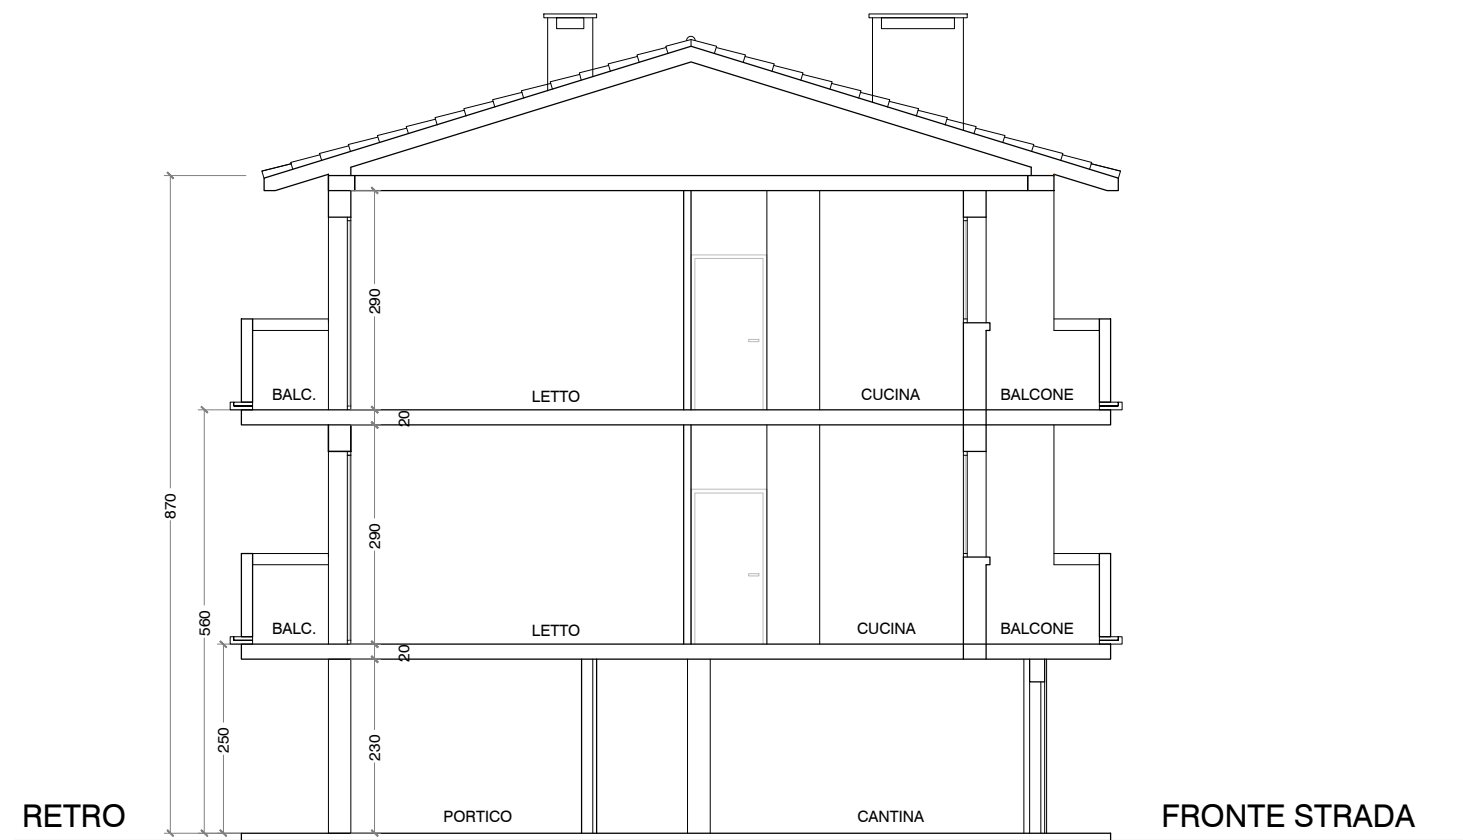 290
BALC.
LETTO
CUCINA
BALCONE
20
870
290
560
BALC.
LETTO
CUCINA
BALCONE
20
250
230
RETRO
PORTICO
CANTINA
FRONTE STRADA